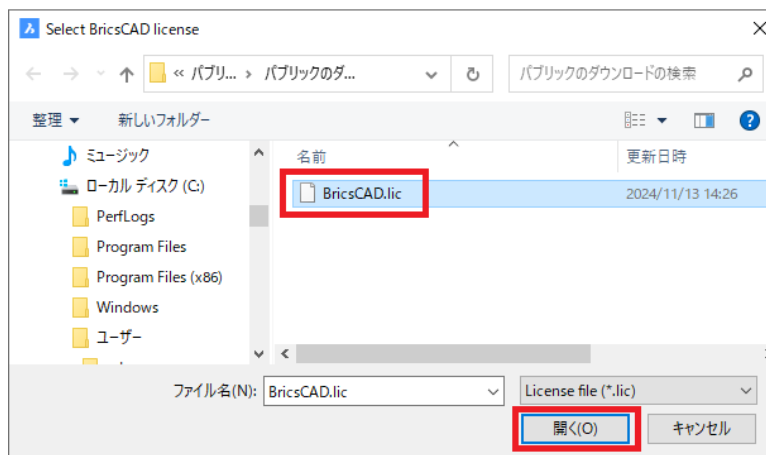 Select BricsCAD license
« パブリ... › パブリックのダ...
パブリックのダウンロードの検索
整理
新しいフォルダー
ミュージック
ローカル ディスク (C:)
PerfLogs
Program Files
Program Files (x86)
Windows
ユーザー
名前
更新日時
BricsCAD.lic
2024/11/13 14:26
ファイル名(N):
BricsCAD.lic
License file (*.lic)
開く(O)
キャンセル